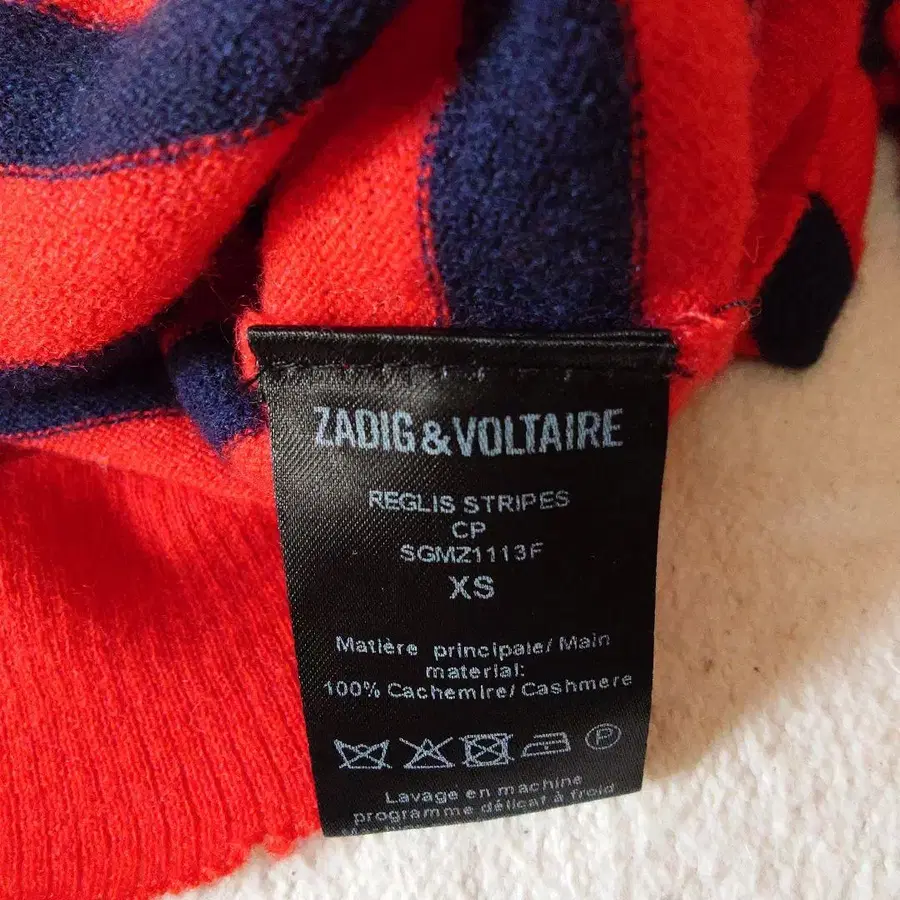 ZADIG&VOLTAIRE
REGLIS STRIPES
CP
SGMZ1113F
XS
Matière principale/ Main
material:
100% Cachemire/ Cashmere
P
Lavage en machine
programme délicat à froid